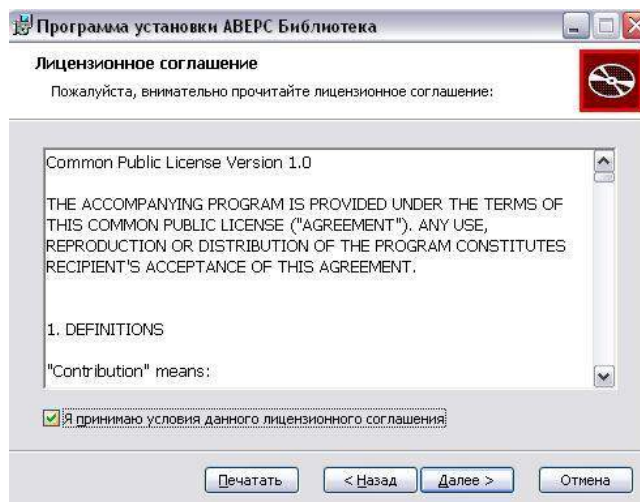 Программа установки АВЕРС Библиотека
Лицензионное соглашение
Пожалуйста, внимательно прочитайте лицензионное соглашение:
Common Public License Version 1.0
THE ACCOMPANYING PROGRAM IS PROVIDED UNDER THE TERMS OF
THIS COMMON PUBLIC LICENSE ("AGREEMENT"). ANY USE,
REPRODUCTION OR DISTRIBUTION OF THE PROGRAM CONSTITUTES
RECIPIENT'S ACCEPTANCE OF THIS AGREEMENT.
1. DEFINITIONS
"Contribution" means:
Я принимаю условия данного лицензионного соглашения
Печатать
< Назад
Далее >
Отмена